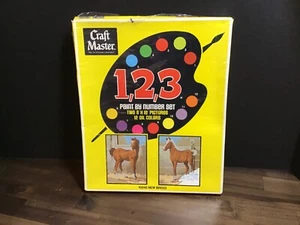 Craft
Master
1,2,3
PAINT BY NUMBER SET
TWO 8 X 10 PICTURES
12 OIL COLORS